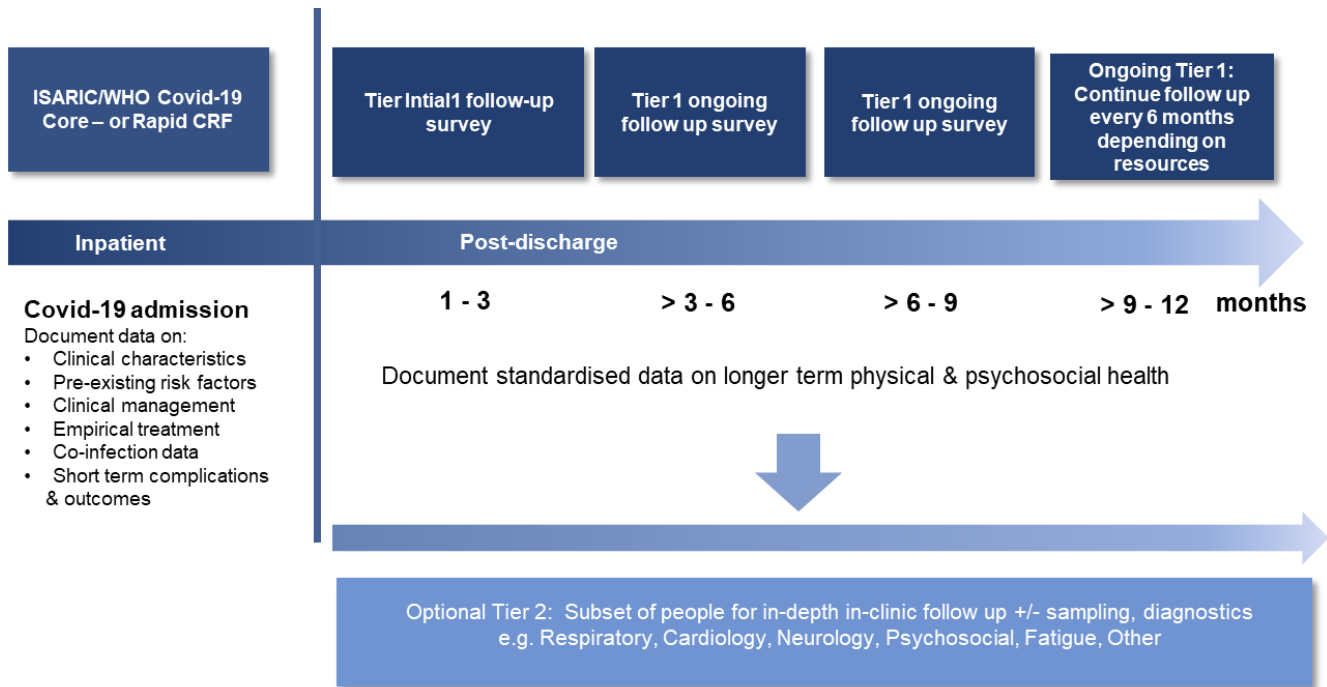 ISARIC/WHO Covid-19
Core – or Rapid CRF
Tier Intial1 follow-up
survey
Tier 1 ongoing
follow up survey
Tier 1 ongoing
follow up survey
Ongoing Tier 1:
Continue follow up
every 6 months
depending on
resources
Inpatient
Post-discharge
Covid-19 admission
Document data on:
• Clinical characteristics
• Pre-existing risk factors
• Clinical management
• Empirical treatment
• Co-infection data
• Short term complications
& outcomes
1 - 3
> 3 - 6
> 6 - 9
> 9 - 12
months
Document standardised data on longer term physical & psychosocial health
Optional Tier 2: Subset of people for in-depth in-clinic follow up +/- sampling, diagnostics
e.g. Respiratory, Cardiology, Neurology, Psychosocial, Fatigue, Other